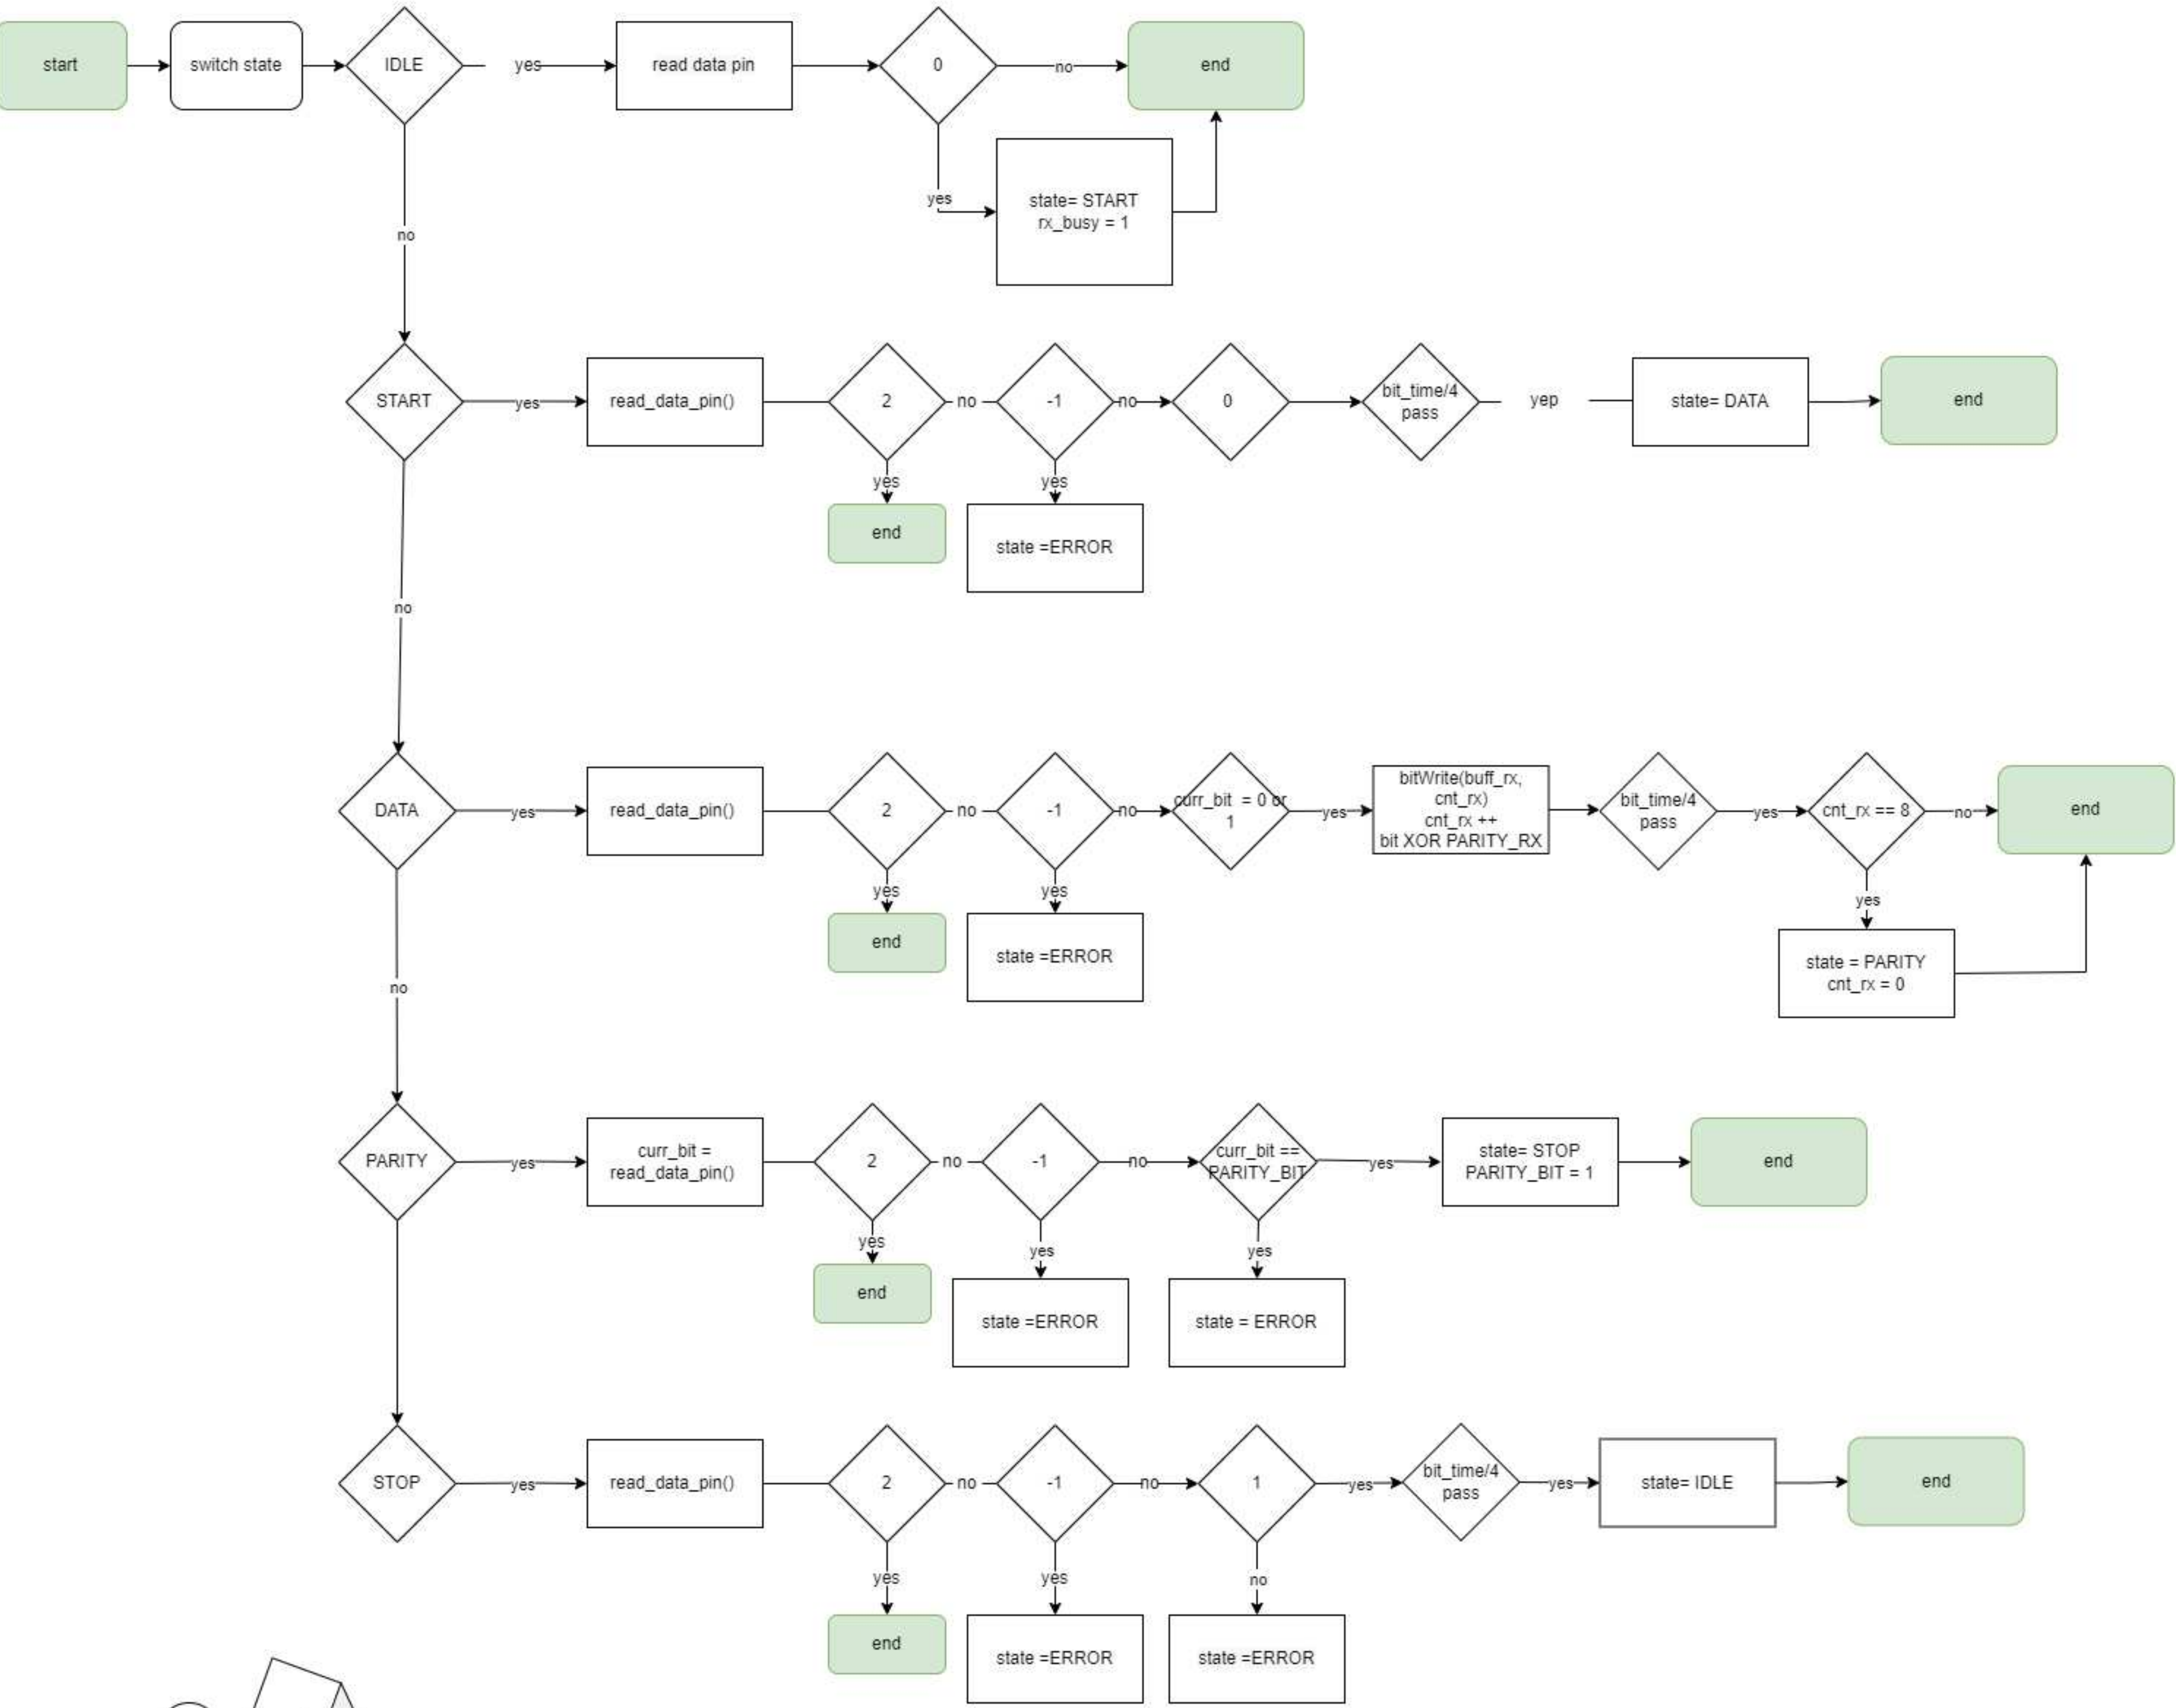 start
switch state
IDLE
yes
read data pin
0
no
end
yes
state= START
rx_busy = 1
no
START
yes
read_data_pin()
2
no
-1
no
0
bit_time/4
pass
yep
state= DATA
end
yes
end
yes
state =ERROR
no
DATA
yes
read_data_pin()
2
no
-1
no
curr_bit = 0 or
1
yes
bitWrite(buff_rx,
cnt_rx)
cnt_rx ++
bit XOR PARITY_RX
bit_time/4
pass
yes
cnt_rx == 8
no
end
yes
end
yes
state =ERROR
yes
state = PARITY
cnt_rx = 0
no
PARITY
yes
curr_bit =
read_data_pin()
2
no
-1
no
curr_bit ==
PARITY_BIT
yes
state= STOP
PARITY_BIT = 1
end
yes
end
yes
state =ERROR
yes
state = ERROR
STOP
yes
read_data_pin()
2
no
-1
no
1
yes
bit_time/4
pass
yes
state= IDLE
end
yes
end
yes
state =ERROR
no
state =ERROR